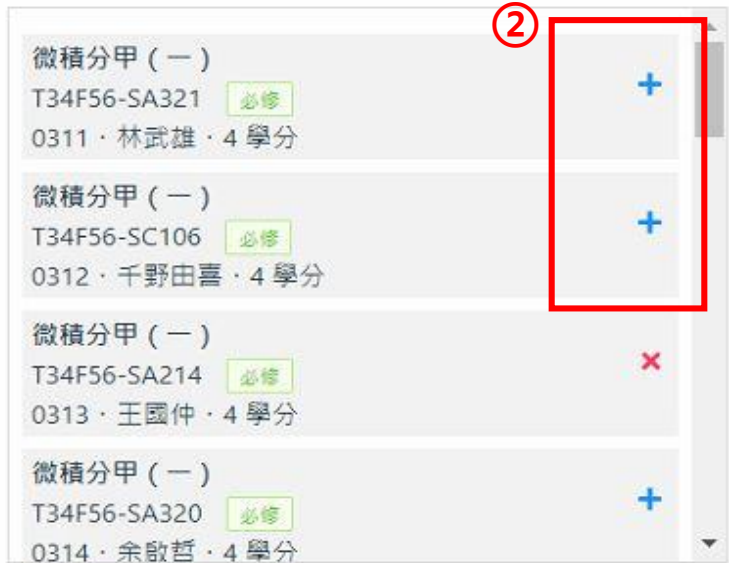 ②
微積分甲 ( 一 )
T34F56-SA321 必修
0311 · 林武雄 · 4 學分
微積分甲 ( 一 )
T34F56-SC106 必修
0312 · 千野由喜 · 4 學分
微積分甲 ( 一 )
T34F56-SA214 必修
0313 · 王國仲 · 4 學分
微積分甲 ( 一 )
T34F56-SA320 必修
0314 · 余啟哲 · 4 學分